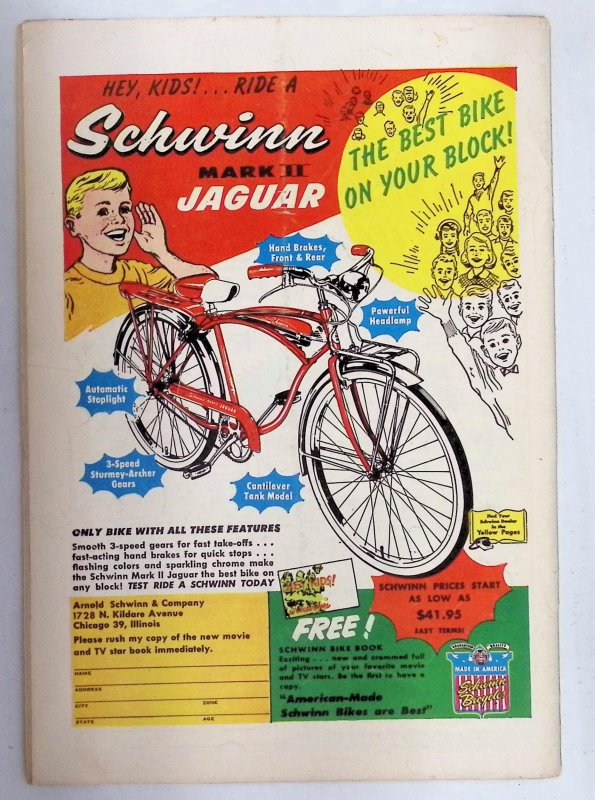 HEY, KIDS!...RIDE A
Schwinn
MARK II
JAGUAR
THE BEST BIKE
ON YOUR BLOCK!
Hand Brakes,
Front & Rear
Powerful
Headlamp
Automatic
Stoplight
3-Speed
Sturmey-Archer
Gears
Cantilever
Tank Model
Schwinn
JAGUAR
Find Your
Schwinn Dealer
in the
Yellow Pages
ONLY BIKE WITH ALL THESE FEATURES
Smooth 3-speed gears for fast take-offs . . .
fast-acting hand brakes for quick stops . . .
flashing colors and sparkling chrome make
the Schwinn Mark II Jaguar the best bike on
any block! TEST RIDE A SCHWINN TODAY
Arnold Schwinn & Company
1728 N. Kildare Avenue
Chicago 39, Illinois
Please rush my copy of the new movie
and TV star book immediately.
NAME
ADDRESS
CITY ZONE
STATE AGE
KIDS!
FREE!
SCHWINN BIKE BOOK
Exciting . . . new and crammed full
of pictures of your favorite movie
and TV stars. Be the first to have a
copy.
"American-Made
Schwinn Bikes are Best"
SCHWINN PRICES START
AS LOW AS
$41.95
EASY TERMS!
MADE IN AMERICA
Schwinn
Bicycles